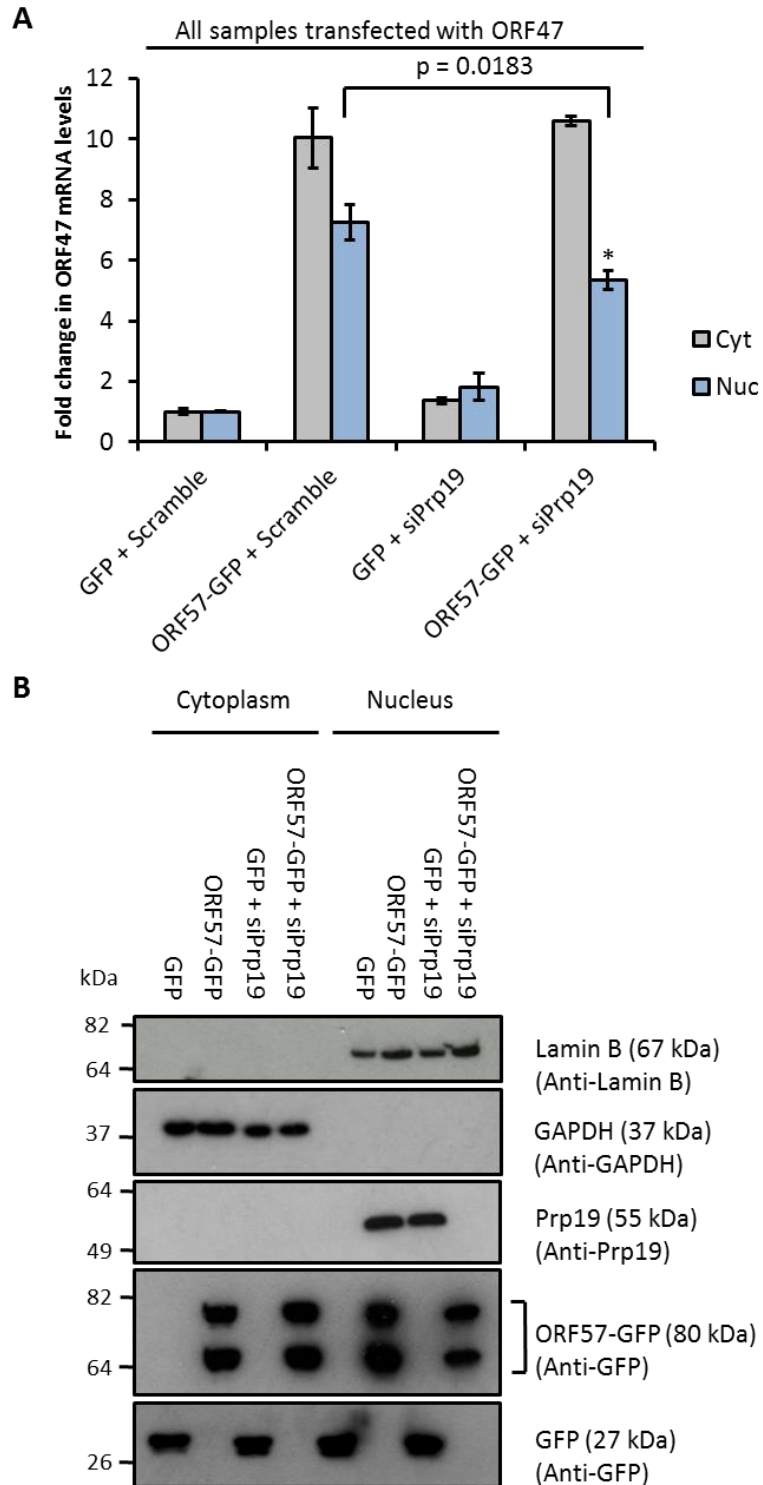 A
All samples transfected with ORF47
p = 0.0183
12
10
8
6
4
2
0
Fold change in ORF47 mRNA levels
*
Cyt
Nuc
GFP + Scramble
ORF57-GFP + Scramble
GFP + siPrp19
ORF57-GFP + siPrp19
B
Cytoplasm
Nucleus
kDa
GFP
ORF57-GFP
GFP + siPrp19
ORF57-GFP + siPrp19
GFP
ORF57-GFP
GFP + siPrp19
ORF57-GFP + siPrp19
82
64
Lamin B (67 kDa)
(Anti-Lamin B)
37
GAPDH (37 kDa)
(Anti-GAPDH)
64
49
Prp19 (55 kDa)
(Anti-Prp19)
82
64
ORF57-GFP (80 kDa)
(Anti-GFP)
26
GFP (27 kDa)
(Anti-GFP)